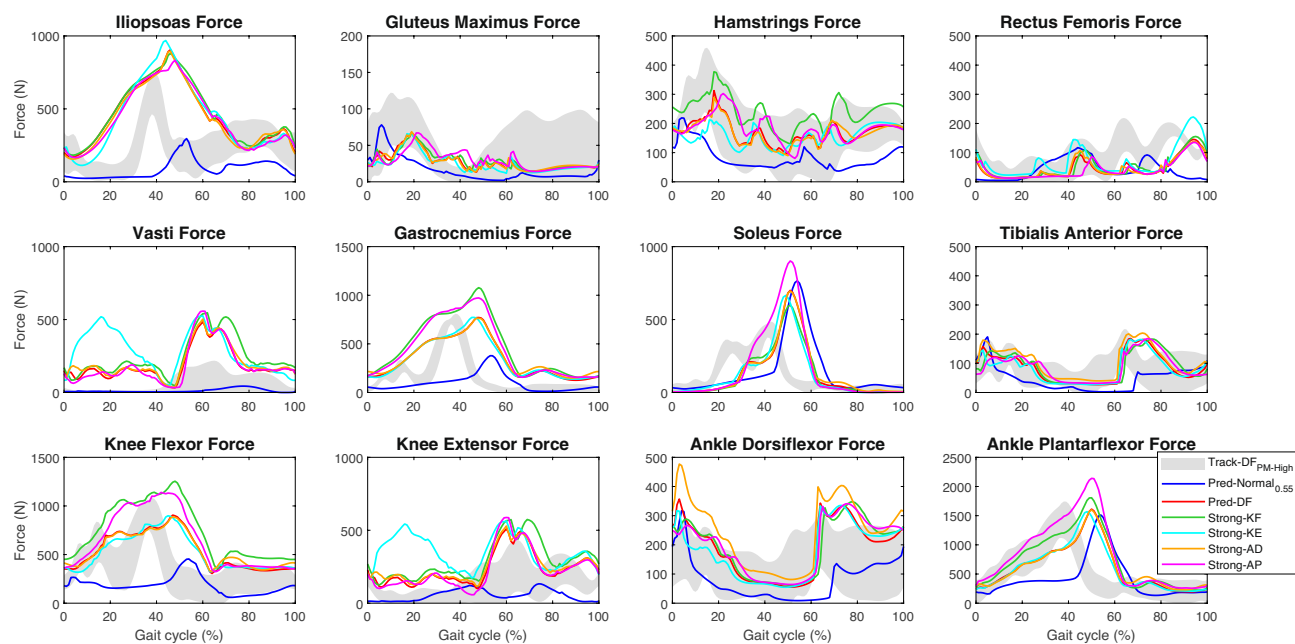 Iliopsoas Force Gluteus Maximus Force Hamstrings Force Rectus Femoris Force
Force (N)
1000 500 0
0 20 40 60 80 100
200 150 100 50 0
0 20 40 60 80 100
500 400 300 200 100 0
0 20 40 60 80 100
500 400 300 200 100 0
0 20 40 60 80 100
Vasti Force Gastrocnemius Force Soleus Force Tibialis Anterior Force
Force (N)
1000 500 0
0 20 40 60 80 100
1500 1000 500 0
0 20 40 60 80 100
1000 500 0
0 20 40 60 80 100
500 400 300 200 100 0
0 20 40 60 80 100
Knee Flexor Force Knee Extensor Force Ankle Dorsiflexor Force Ankle Plantarflexor Force
Force (N)
1500 1000 500 0
0 20 40 60 80 100
Gait cycle (%)
1000 500 0
0 20 40 60 80 100
Gait cycle (%)
500 400 300 200 100 0
0 20 40 60 80 100
Gait cycle (%)
2500 2000 1500 1000 500 0
0 20 40 60 80 100
Gait cycle (%)
Track-DF PM-High
Pred-Normal 0.55
Pred-DF
Strong-KF
Strong-KE
Strong-AD
Strong-AP